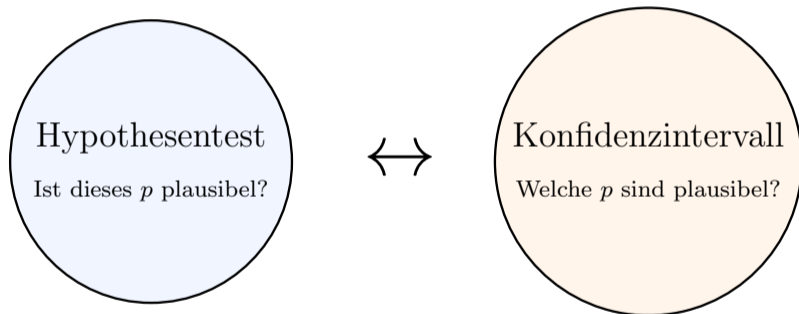 Hypothesentest
Ist dieses p plausibel?
↔
Konfidenzintervall
Welche p sind plausibel?